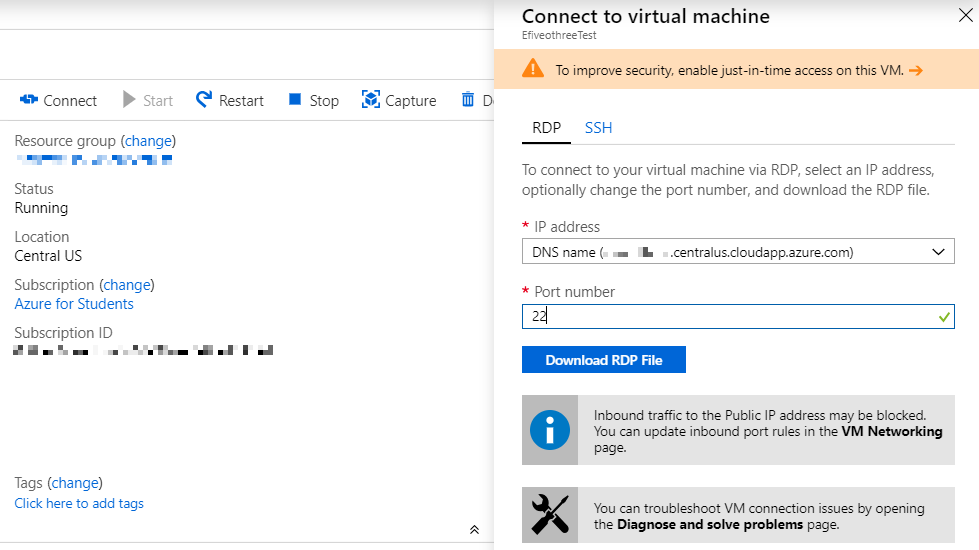 Connect to virtual machine
EfiveothreeTest
To improve security, enable just-in-time access on this VM. →
Connect Start Restart Stop Capture
Resource group (change)
Status
Running
Location
Central US
Subscription (change)
Azure for Students
Subscription ID
Tags (change)
Click here to add tags
RDP SSH
To connect to your virtual machine via RDP, select an IP address,
optionally change the port number, and download the RDP file.
* IP address
DNS name ( .centralus.cloudapp.azure.com)
* Port number
22
Download RDP File
Inbound traffic to the Public IP address may be blocked.
You can update inbound port rules in the VM Networking
page.
You can troubleshoot VM connection issues by opening
the Diagnose and solve problems page.